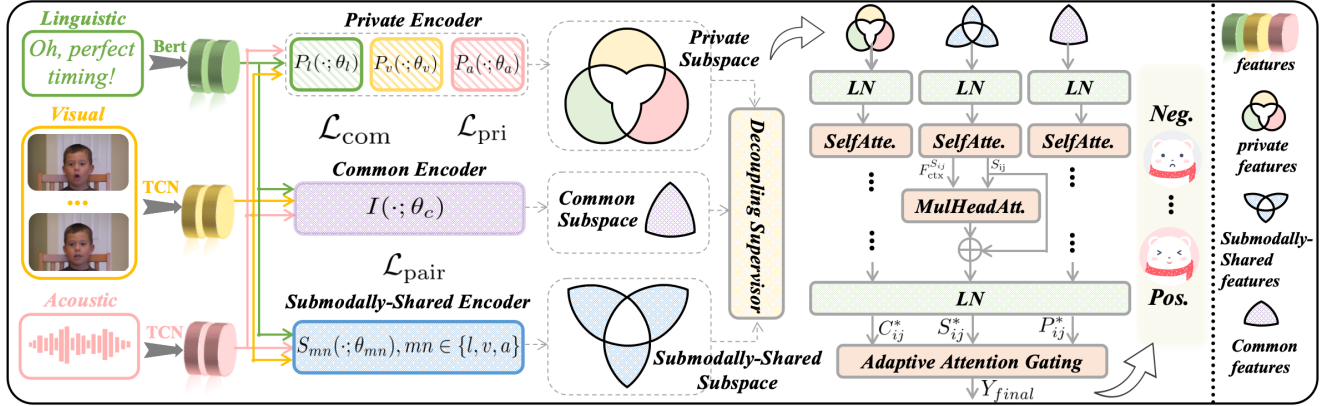 Linguistic
Oh, perfect
timing!
Bert
Visual
...
TCN
Acoustic
TCN
Private Encoder
P_l(·; θ_l)
P_v(·; θ_v)
P_a(·; θ_a)
ℒ_com
ℒ_pri
Common Encoder
I(·; θ_c)
ℒ_pair
Submodally-Shared Encoder
S_mn(·; θ_mn), mn ∈ {l, v, a}
Private
Subspace
Common
Subspace
Submodally-Shared
Subspace
Decoupling Supervisor
LN
LN
LN
SelfAtte.
SelfAtte.
SelfAtte.
F_ctx^{S_ij}
S_ij
MulHeadAtt.
LN
C*_ij
S*_ij
P*_ij
Adaptive Attention Gating
Y_final
Neg.
Pos.
features
private
features
Submodally-
Shared
features
Common
features